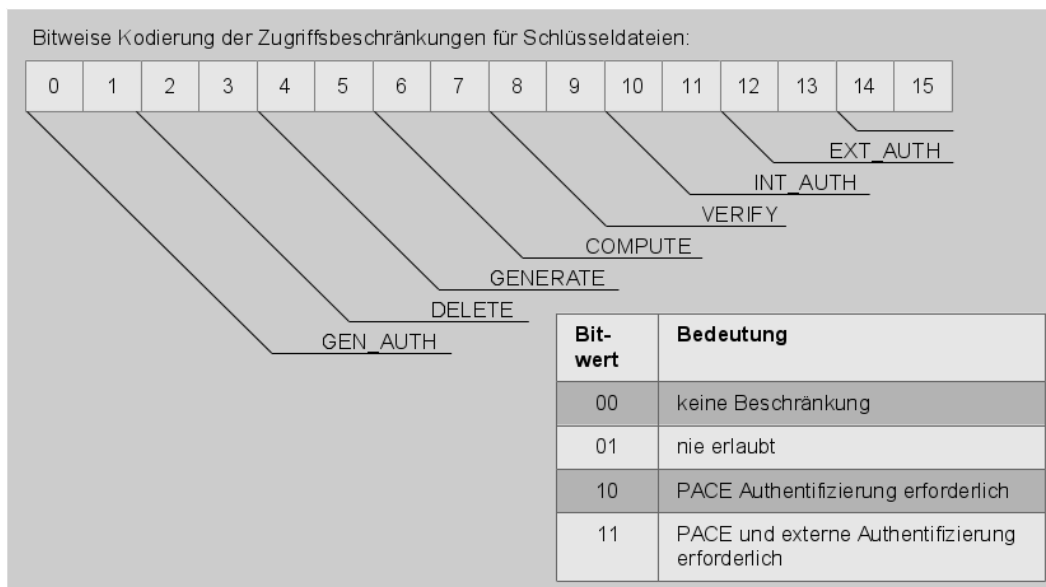 Bitweise Kodierung der Zugriffsbeschränkungen für Schlüsseldateien:
0 1 2 3 4 5 6 7 8 9 10 11 12 13 14 15
EXT_AUTH
INT_AUTH
VERIFY
COMPUTE
GENERATE
DELETE
GEN_AUTH
Bit- Bedeutung
wert
00 keine Beschränkung
01 nie erlaubt
10 PACE Authentifizierung erforderlich
11 PACE und externe Authentifizierung
erforderlich